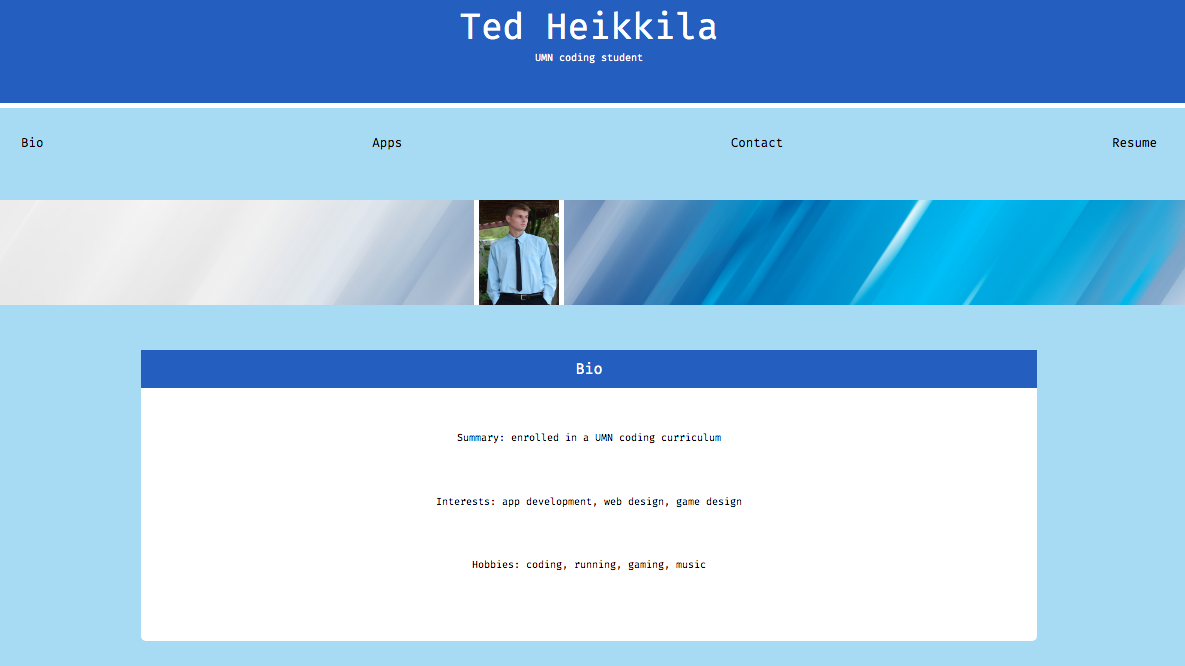 Ted Heikkila
UMN coding student
Bio
Apps
Contact
Resume
Bio
Summary: enrolled in a UMN coding curriculum
Interests: app development, web design, game design
Hobbies: coding, running, gaming, music